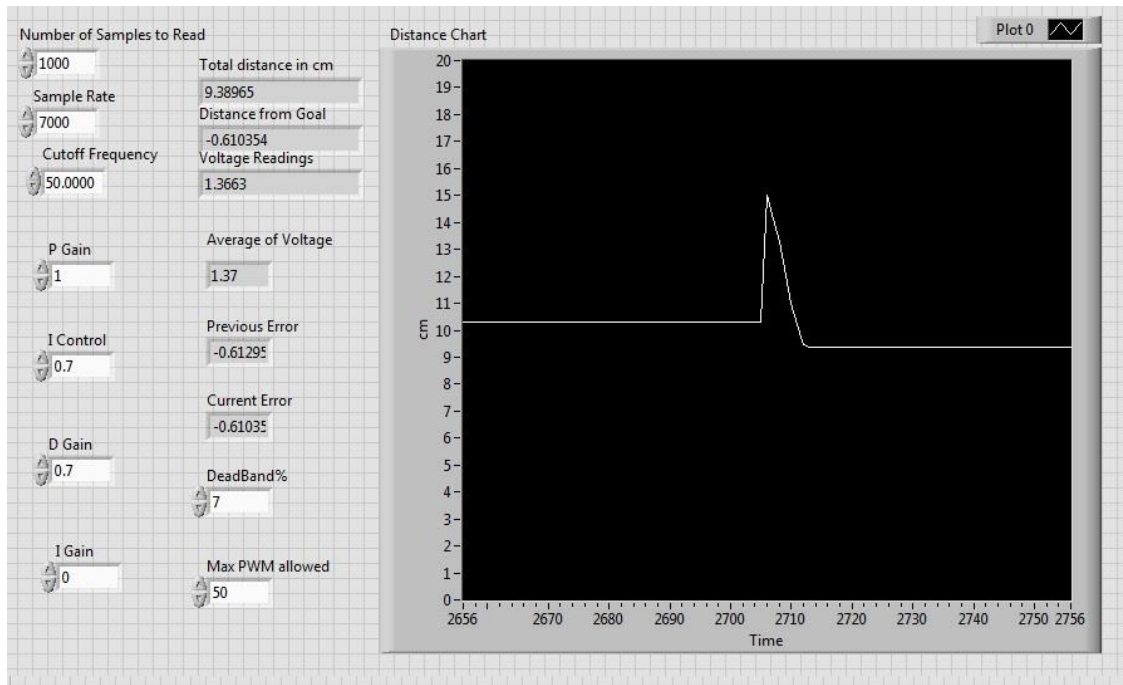 Number of Samples to Read
1000
Sample Rate
7000
Cutoff Frequency
50.0000
P Gain
1
I Control
0.7
D Gain
0.7
I Gain
0
Total distance in cm
9.38965
Distance from Goal
-0.610354
Voltage Readings
1.3663
Average of Voltage
1.37
Previous Error
-0.61295
Current Error
-0.61035
DeadBand%
7
Max PWM allowed
50
Distance Chart
Plot 0
cm
20
19
18
17
16
15
14
13
12
11
10
9
8
7
6
5
4
3
2
1
0
2656 2670 2680 2690 2700 2710 2720 2730 2740 2750 2756
Time